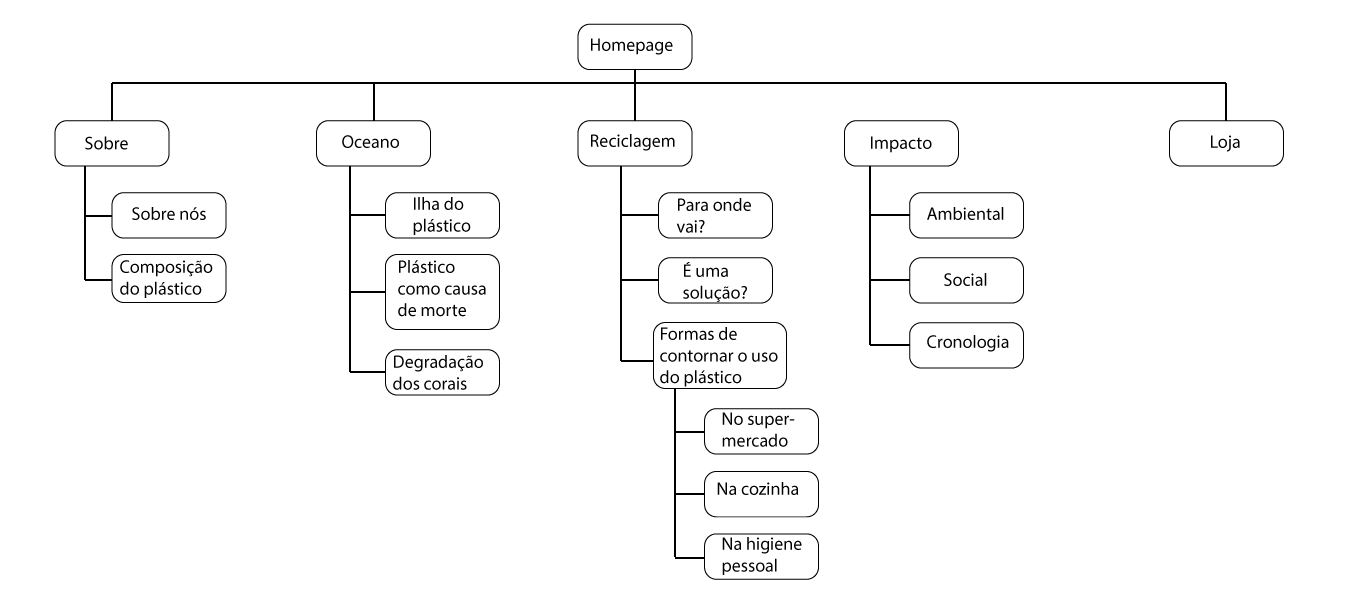 Homepage
Sobre
Oceano
Reciclagem
Impacto
Loja
Sobre nós
Composição
do plástico
Ilha do
plástico
Plástico
como causa
de morte
Degradação
dos corais
Para onde
vai?
É uma
solução?
Formas de
contornar o uso
do plástico
No super-
mercado
Na cozinha
Na higiene
pessoal
Ambiental
Social
Cronologia